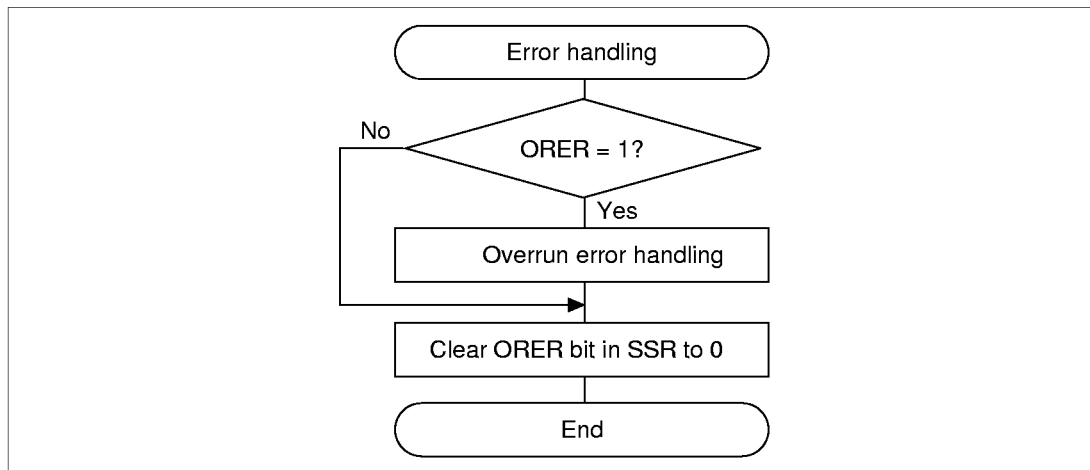 Error handling
No
ORER = 1?
Yes
Overrun error handling
Clear ORER bit in SSR to 0
End